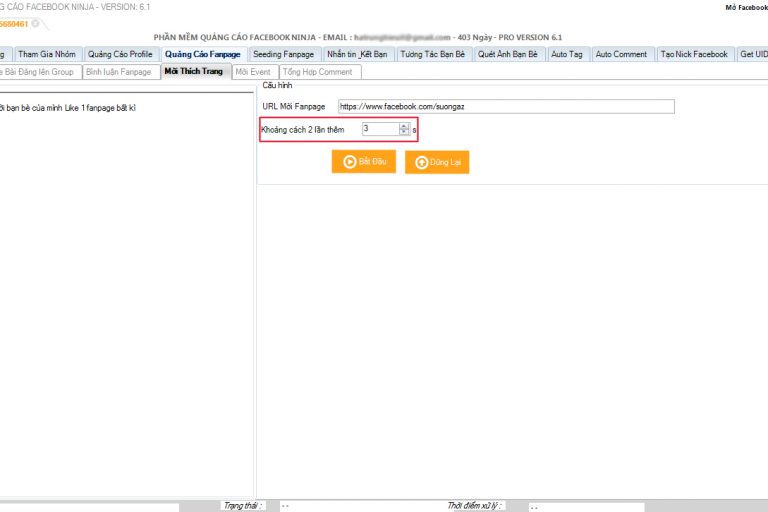 G CÁO FACEBOOK NINJA - VERSION: 6.1
Mở Facebook
5680461
PHẦN MỀM QUẢNG CÁO FACEBOOK NINJA - EMAIL : - 403 Ngày - PRO VERSION 6.1
g Tham Gia Nhóm Quảng Cáo Profile Quảng Cáo Fanpage Seeding Fanpage Nhắn tin _Kết Bạn Tương Tác Bạn Bè Quét Ảnh Bạn Bè Auto Tag Auto Comment Tạo Nick Facebook Get UID
e Bài Đăng lên Group Bình luận Fanpage Mời Thích Trang Mời Event Tổng Hợp Comment
Cấu hình
ời bạn bè của mình Like 1 fanpage bất kì
URL Mời Fanpage https://www.facebook.com/suongaz
Khoảng cách 2 lần thêm 3 s
Bắt Đầu Dừng Lại
Trạng thái : - - Thời điểm xử lý : - -